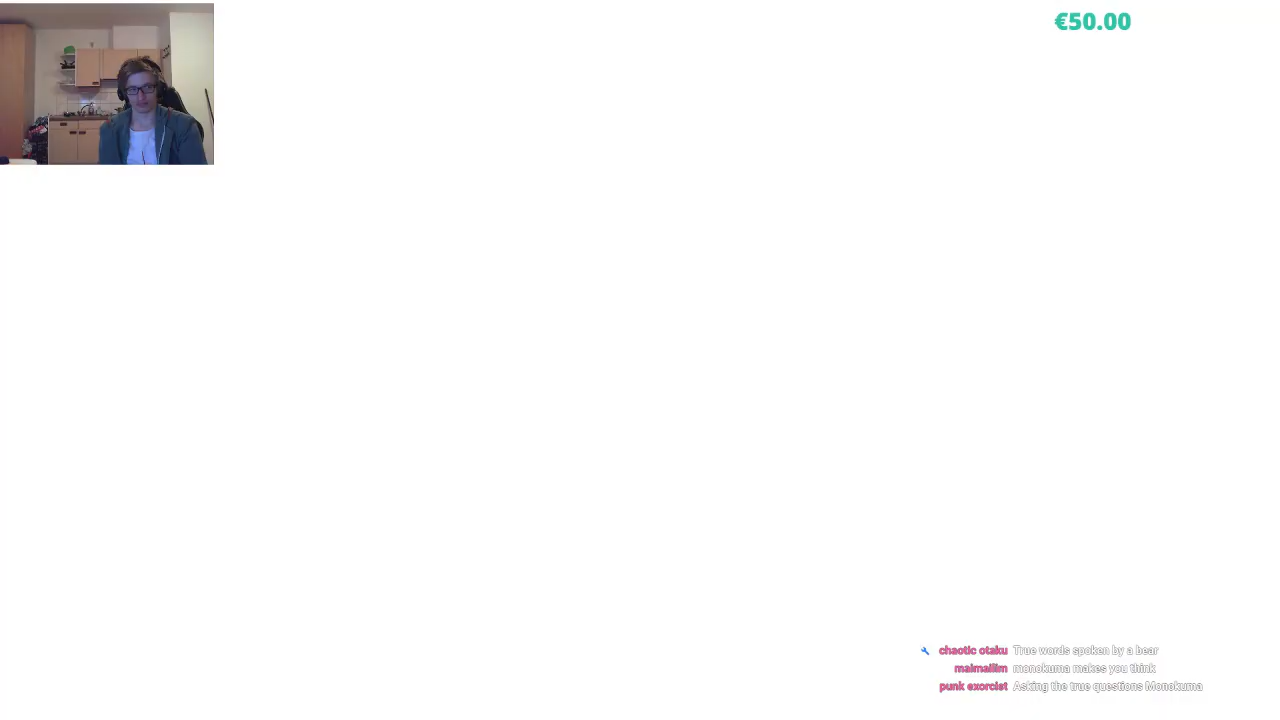 €50.00
chaotic otaku True words spoken by a bear
maimailim monokuma makes you think
punk exorcist Asking the true questions Monokuma